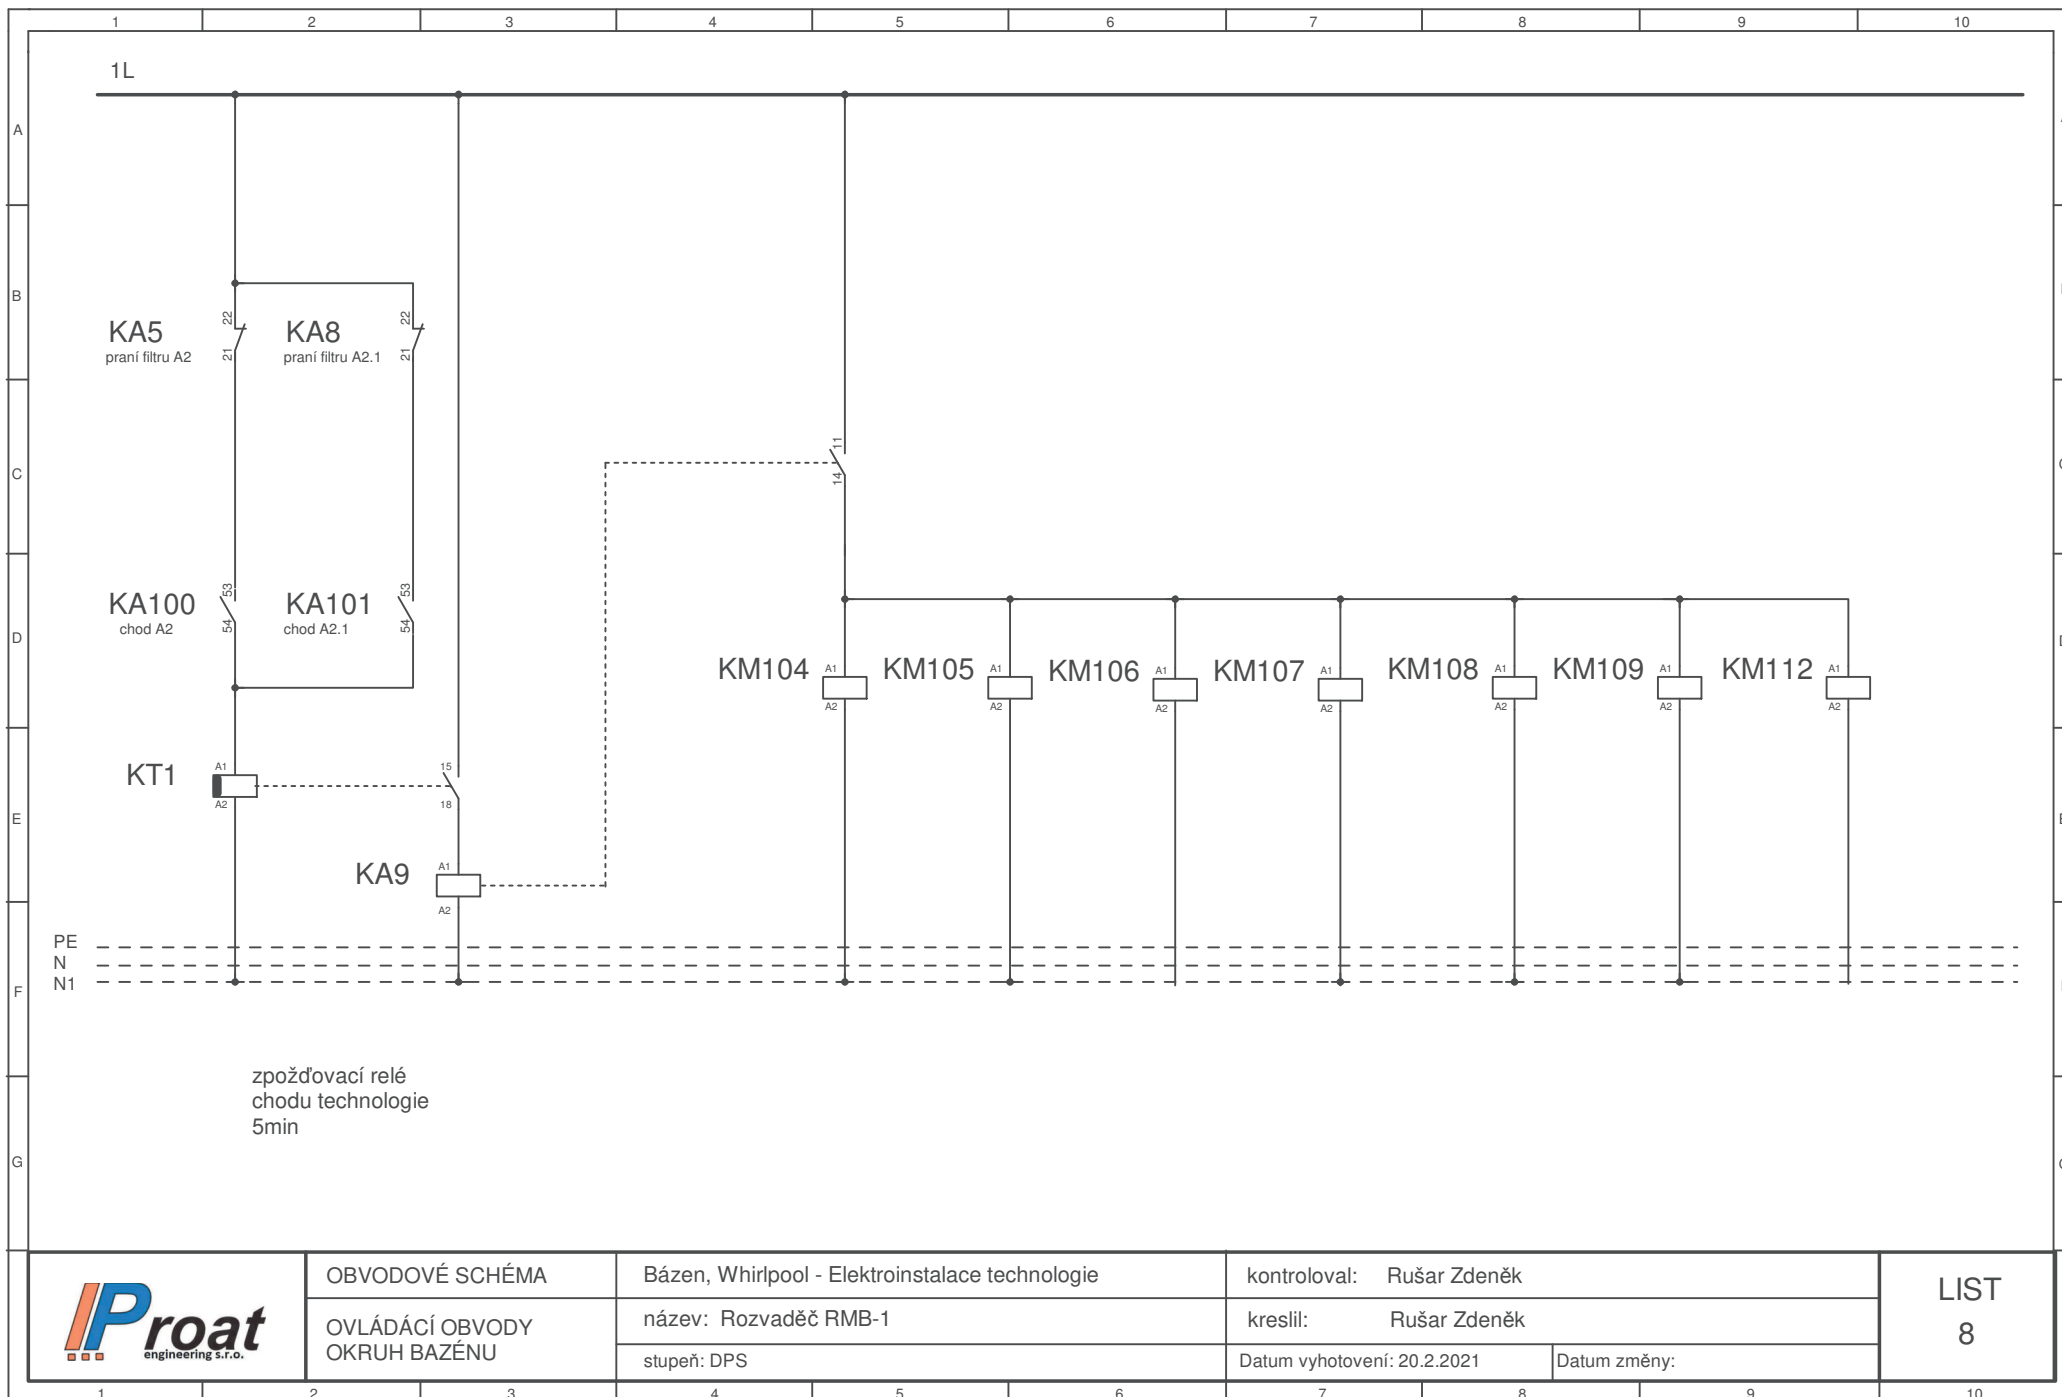 1 2 3 4 5 6 7 8 9 10
1L
A
B
KA5
praní filtru A2
22
21
KA8
praní filtru A2.1
22
21
C
11
14
D
KA100
chod A2
53
54
KA101
chod A2.1
53
54
KM104 A1 A2
KM105 A1 A2
KM106 A1 A2
KM107 A1 A2
KM108 A1 A2
KM109 A1 A2
KM112 A1 A2
D
KT1 A1 A2
15
18
E
KA9 A1 A2
PE
N
N1
F
zpožďovací relé
chodu technologie
5min
G
Proat
engineering s.r.o.
OBVODOVÉ SCHÉMA
OVLÁDÁCÍ OBVODY
OKRUH BAZÉNU
Bázen, Whirlpool - Elektroinstalace technologie
název: Rozvaděč RMB-1
stupeň: DPS
kontroloval: Rušar Zdeněk
kreslil: Rušar Zdeněk
Datum vyhotovení: 20.2.2021
Datum změny:
LIST
8
1 2 3 4 5 6 7 8 9 10